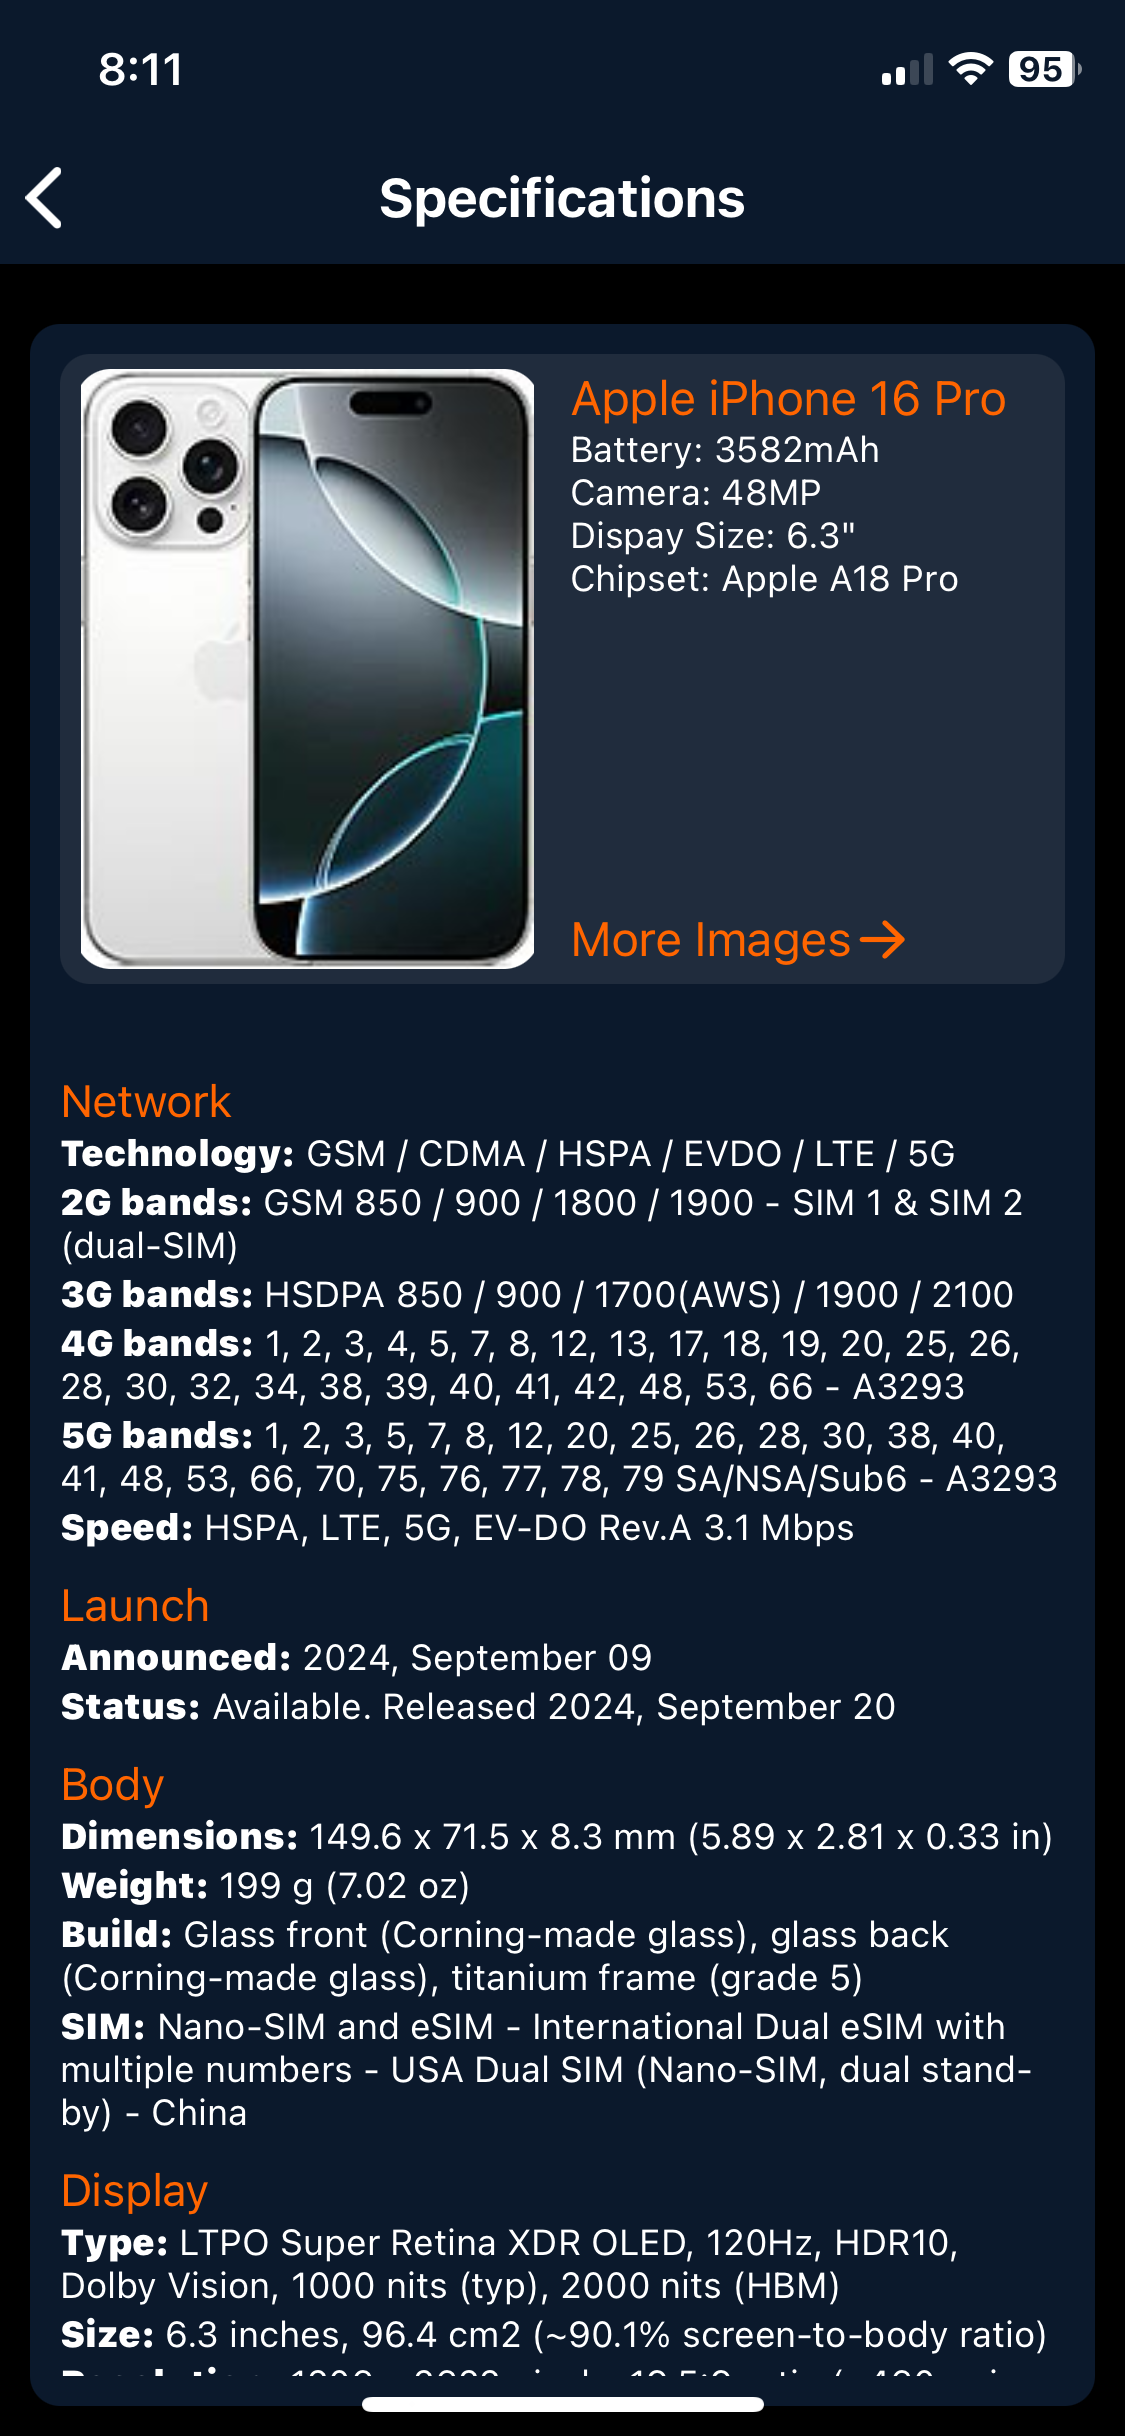 8:11
95
Specifications
Apple iPhone 16 Pro
Battery: 3582mAh
Camera: 48MP
Dispay Size: 6.3"
Chipset: Apple A18 Pro
More Images→
Network
Technology: GSM / CDMA / HSPA / EVDO / LTE / 5G
2G bands: GSM 850 / 900 / 1800 / 1900 - SIM 1 & SIM 2
(dual-SIM)
3G bands: HSDPA 850 / 900 / 1700(AWS) / 1900 / 2100
4G bands: 1, 2, 3, 4, 5, 7, 8, 12, 13, 17, 18, 19, 20, 25, 26,
28, 30, 32, 34, 38, 39, 40, 41, 42, 48, 53, 66 - A3293
5G bands: 1, 2, 3, 5, 7, 8, 12, 20, 25, 26, 28, 30, 38, 40,
41, 48, 53, 66, 70, 75, 76, 77, 78, 79 SA/NSA/Sub6 - A3293
Speed: HSPA, LTE, 5G, EV-DO Rev.A 3.1 Mbps
Launch
Announced: 2024, September 09
Status: Available. Released 2024, September 20
Body
Dimensions: 149.6 x 71.5 x 8.3 mm (5.89 x 2.81 x 0.33 in)
Weight: 199 g (7.02 oz)
Build: Glass front (Corning-made glass), glass back
(Corning-made glass), titanium frame (grade 5)
SIM: Nano-SIM and eSIM - International Dual eSIM with
multiple numbers - USA Dual SIM (Nano-SIM, dual stand-
by) - China
Display
Type: LTPO Super Retina XDR OLED, 120Hz, HDR10,
Dolby Vision, 1000 nits (typ), 2000 nits (HBM)
Size: 6.3 inches, 96.4 cm2 (~90.1% screen-to-body ratio)